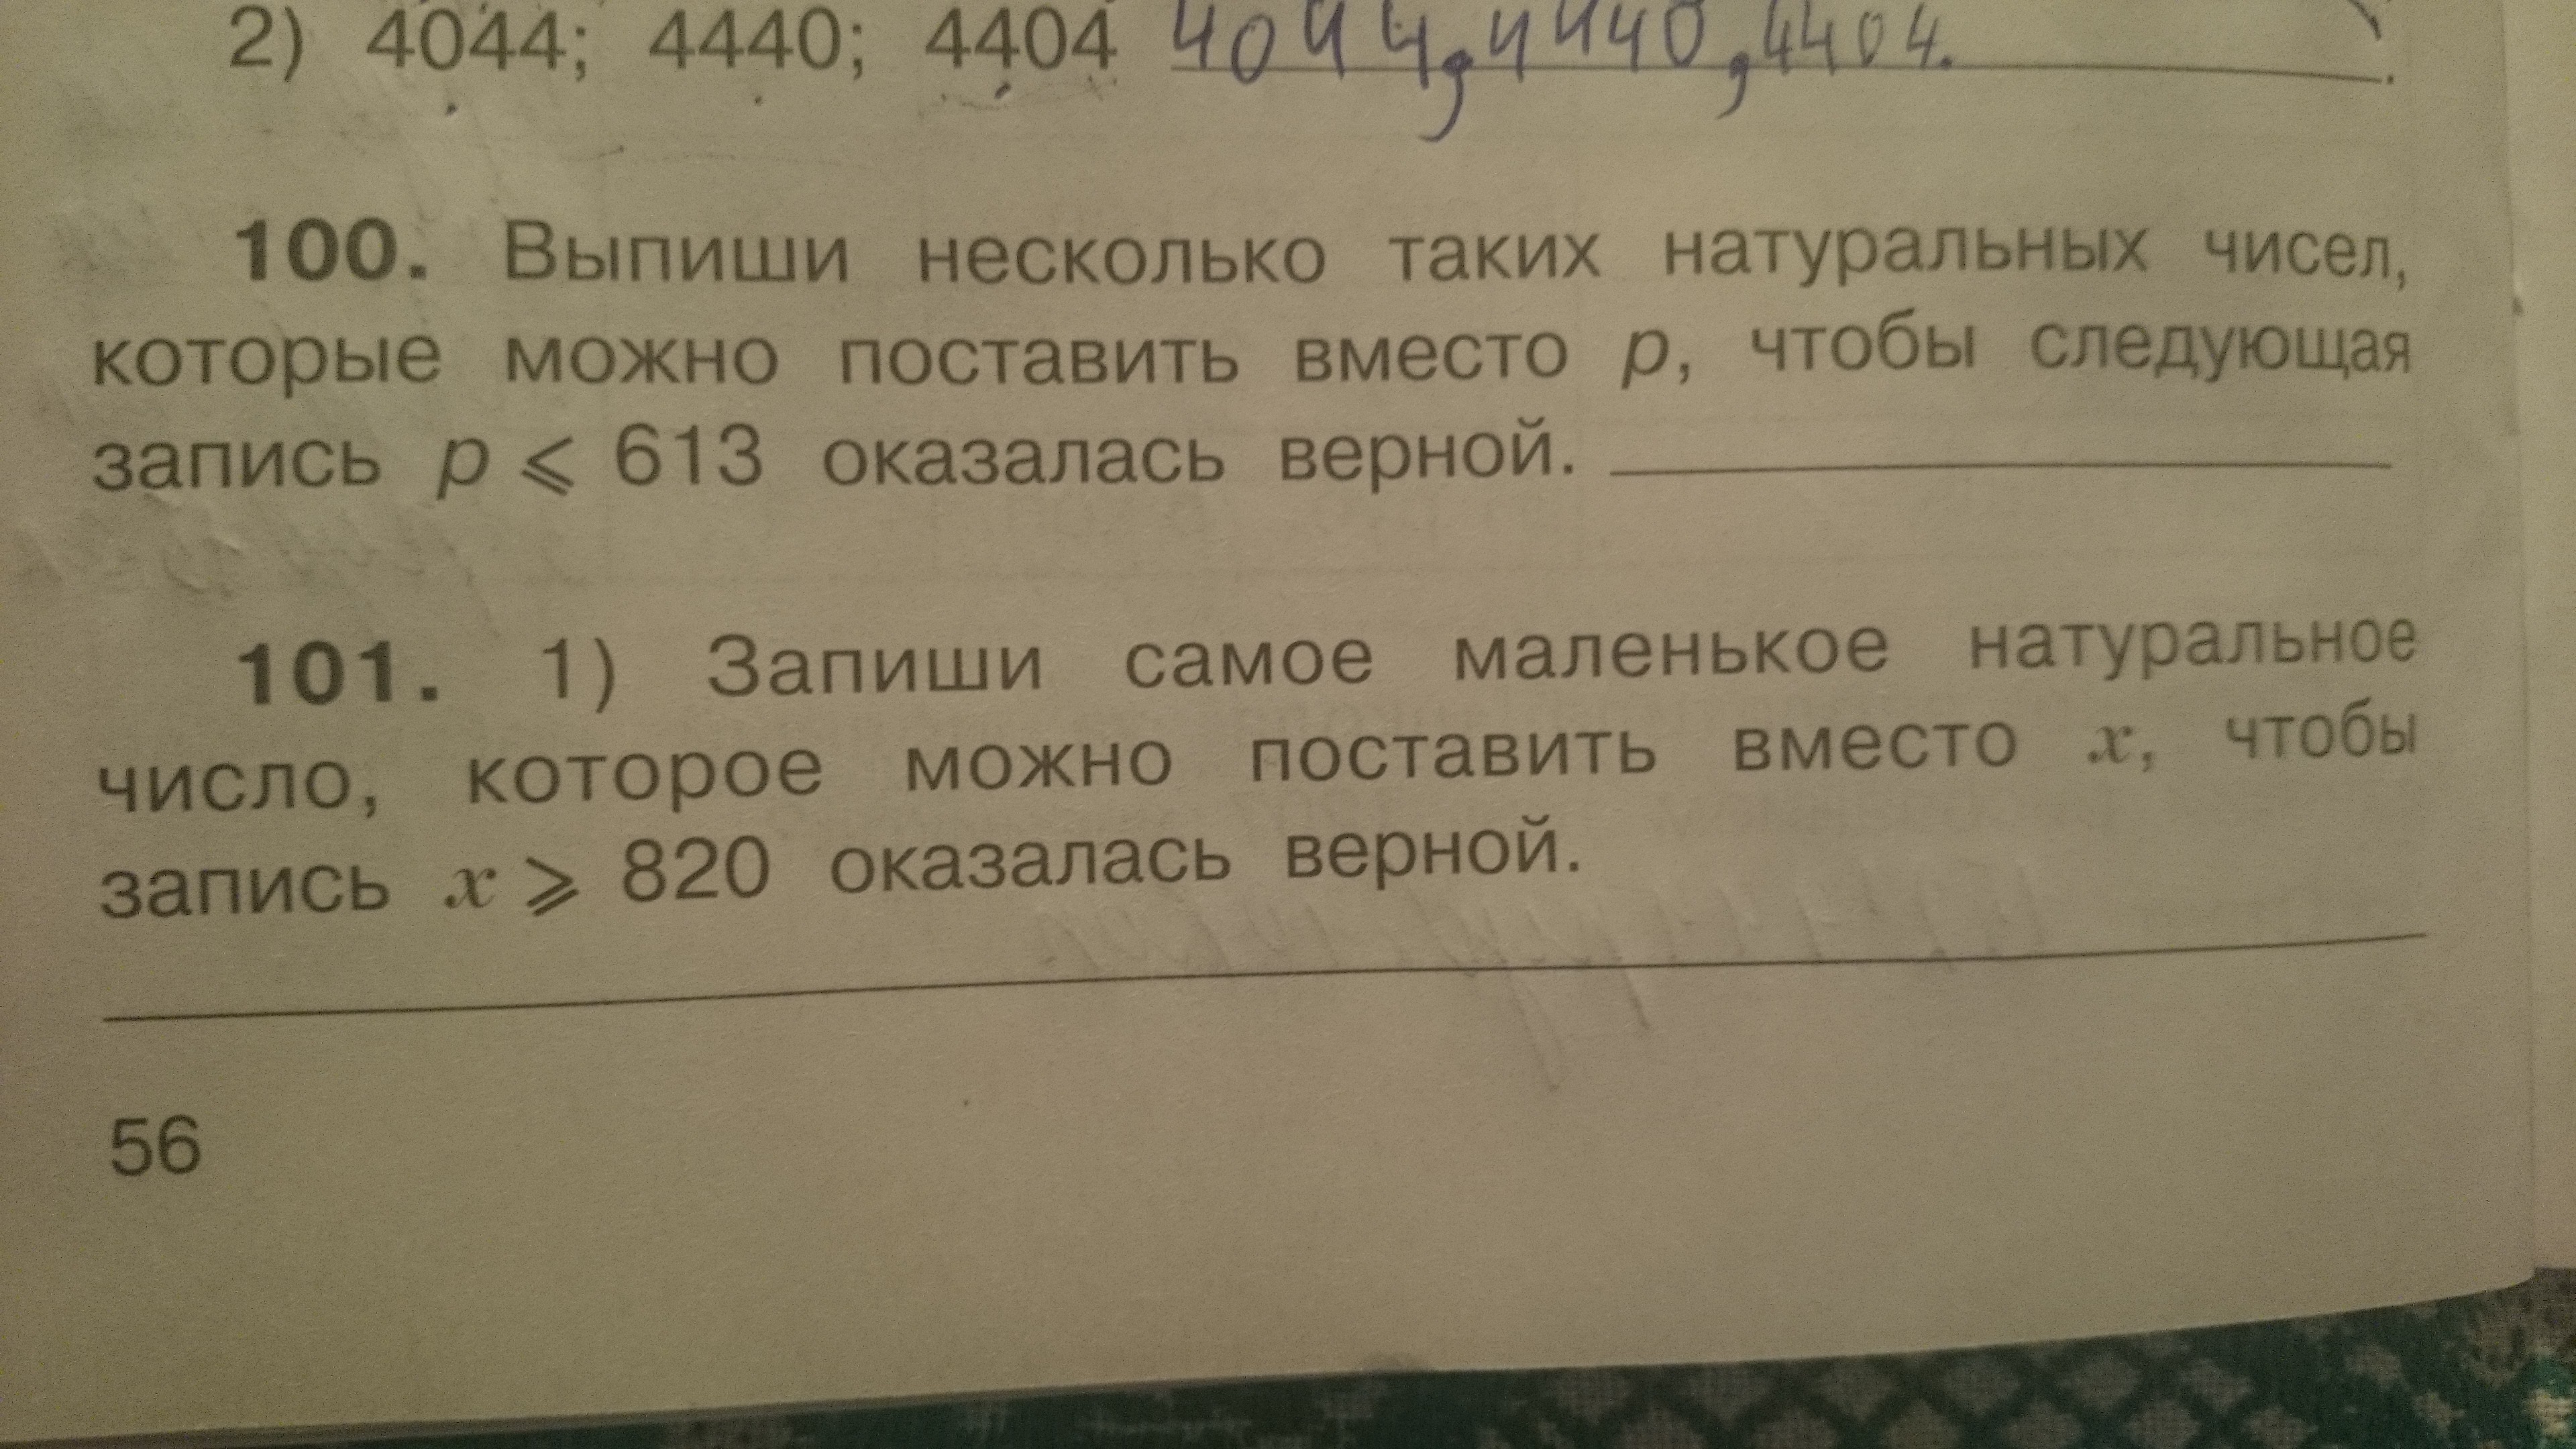 2) 4044; 4440; 4404 4044, 4440, 4404.
100. Выпиши несколько таких натуральных чисел,
которые можно поставить вместо p, чтобы следующая
запись p ⩽ 613 оказалась верной.
101. 1) Запиши самое маленькое натуральное
число, которое можно поставить вместо x, чтобы
запись x ⩾ 820 оказалась верной.
56